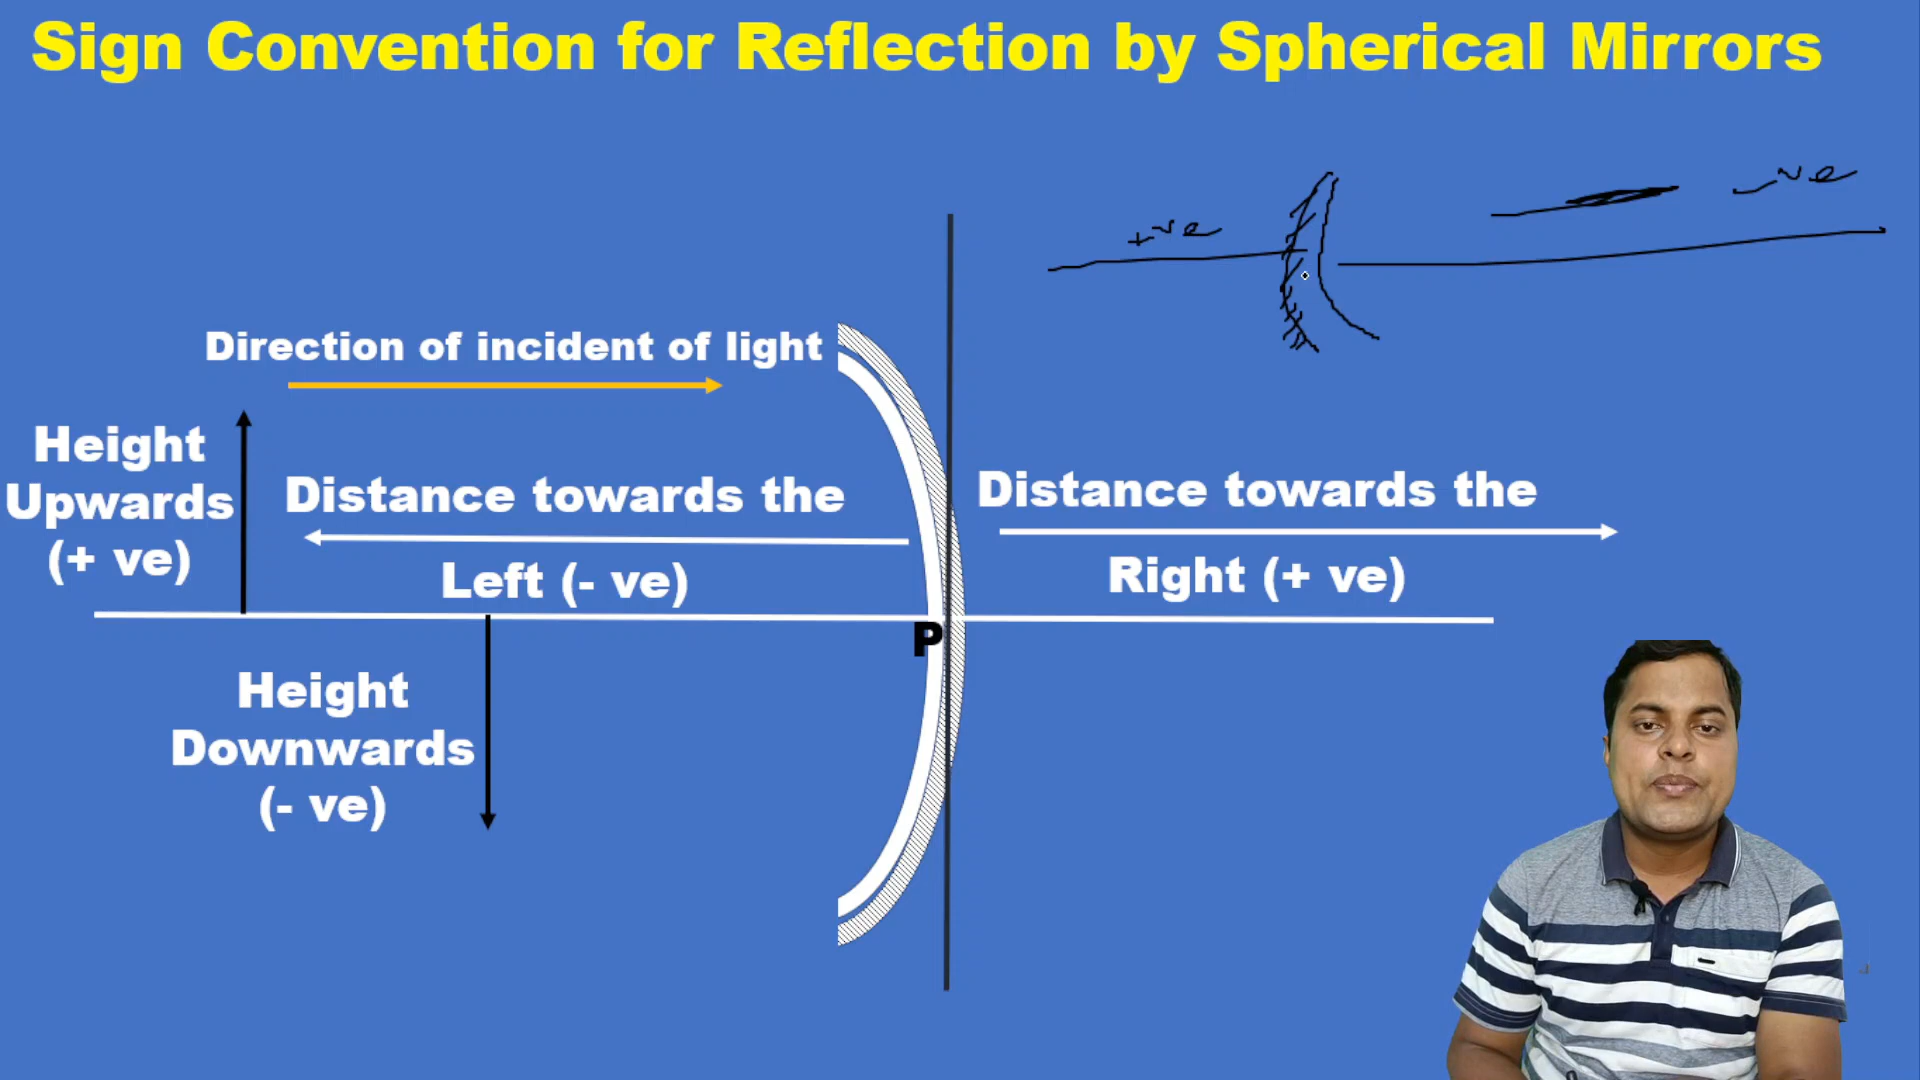 Sign Convention for Reflection by Spherical Mirrors
+ve
-ve
Direction of incident of light
Height
Upwards
(+ ve)
Distance towards the
Left (- ve)
Distance towards the
Right (+ ve)
P
Height
Downwards
(- ve)